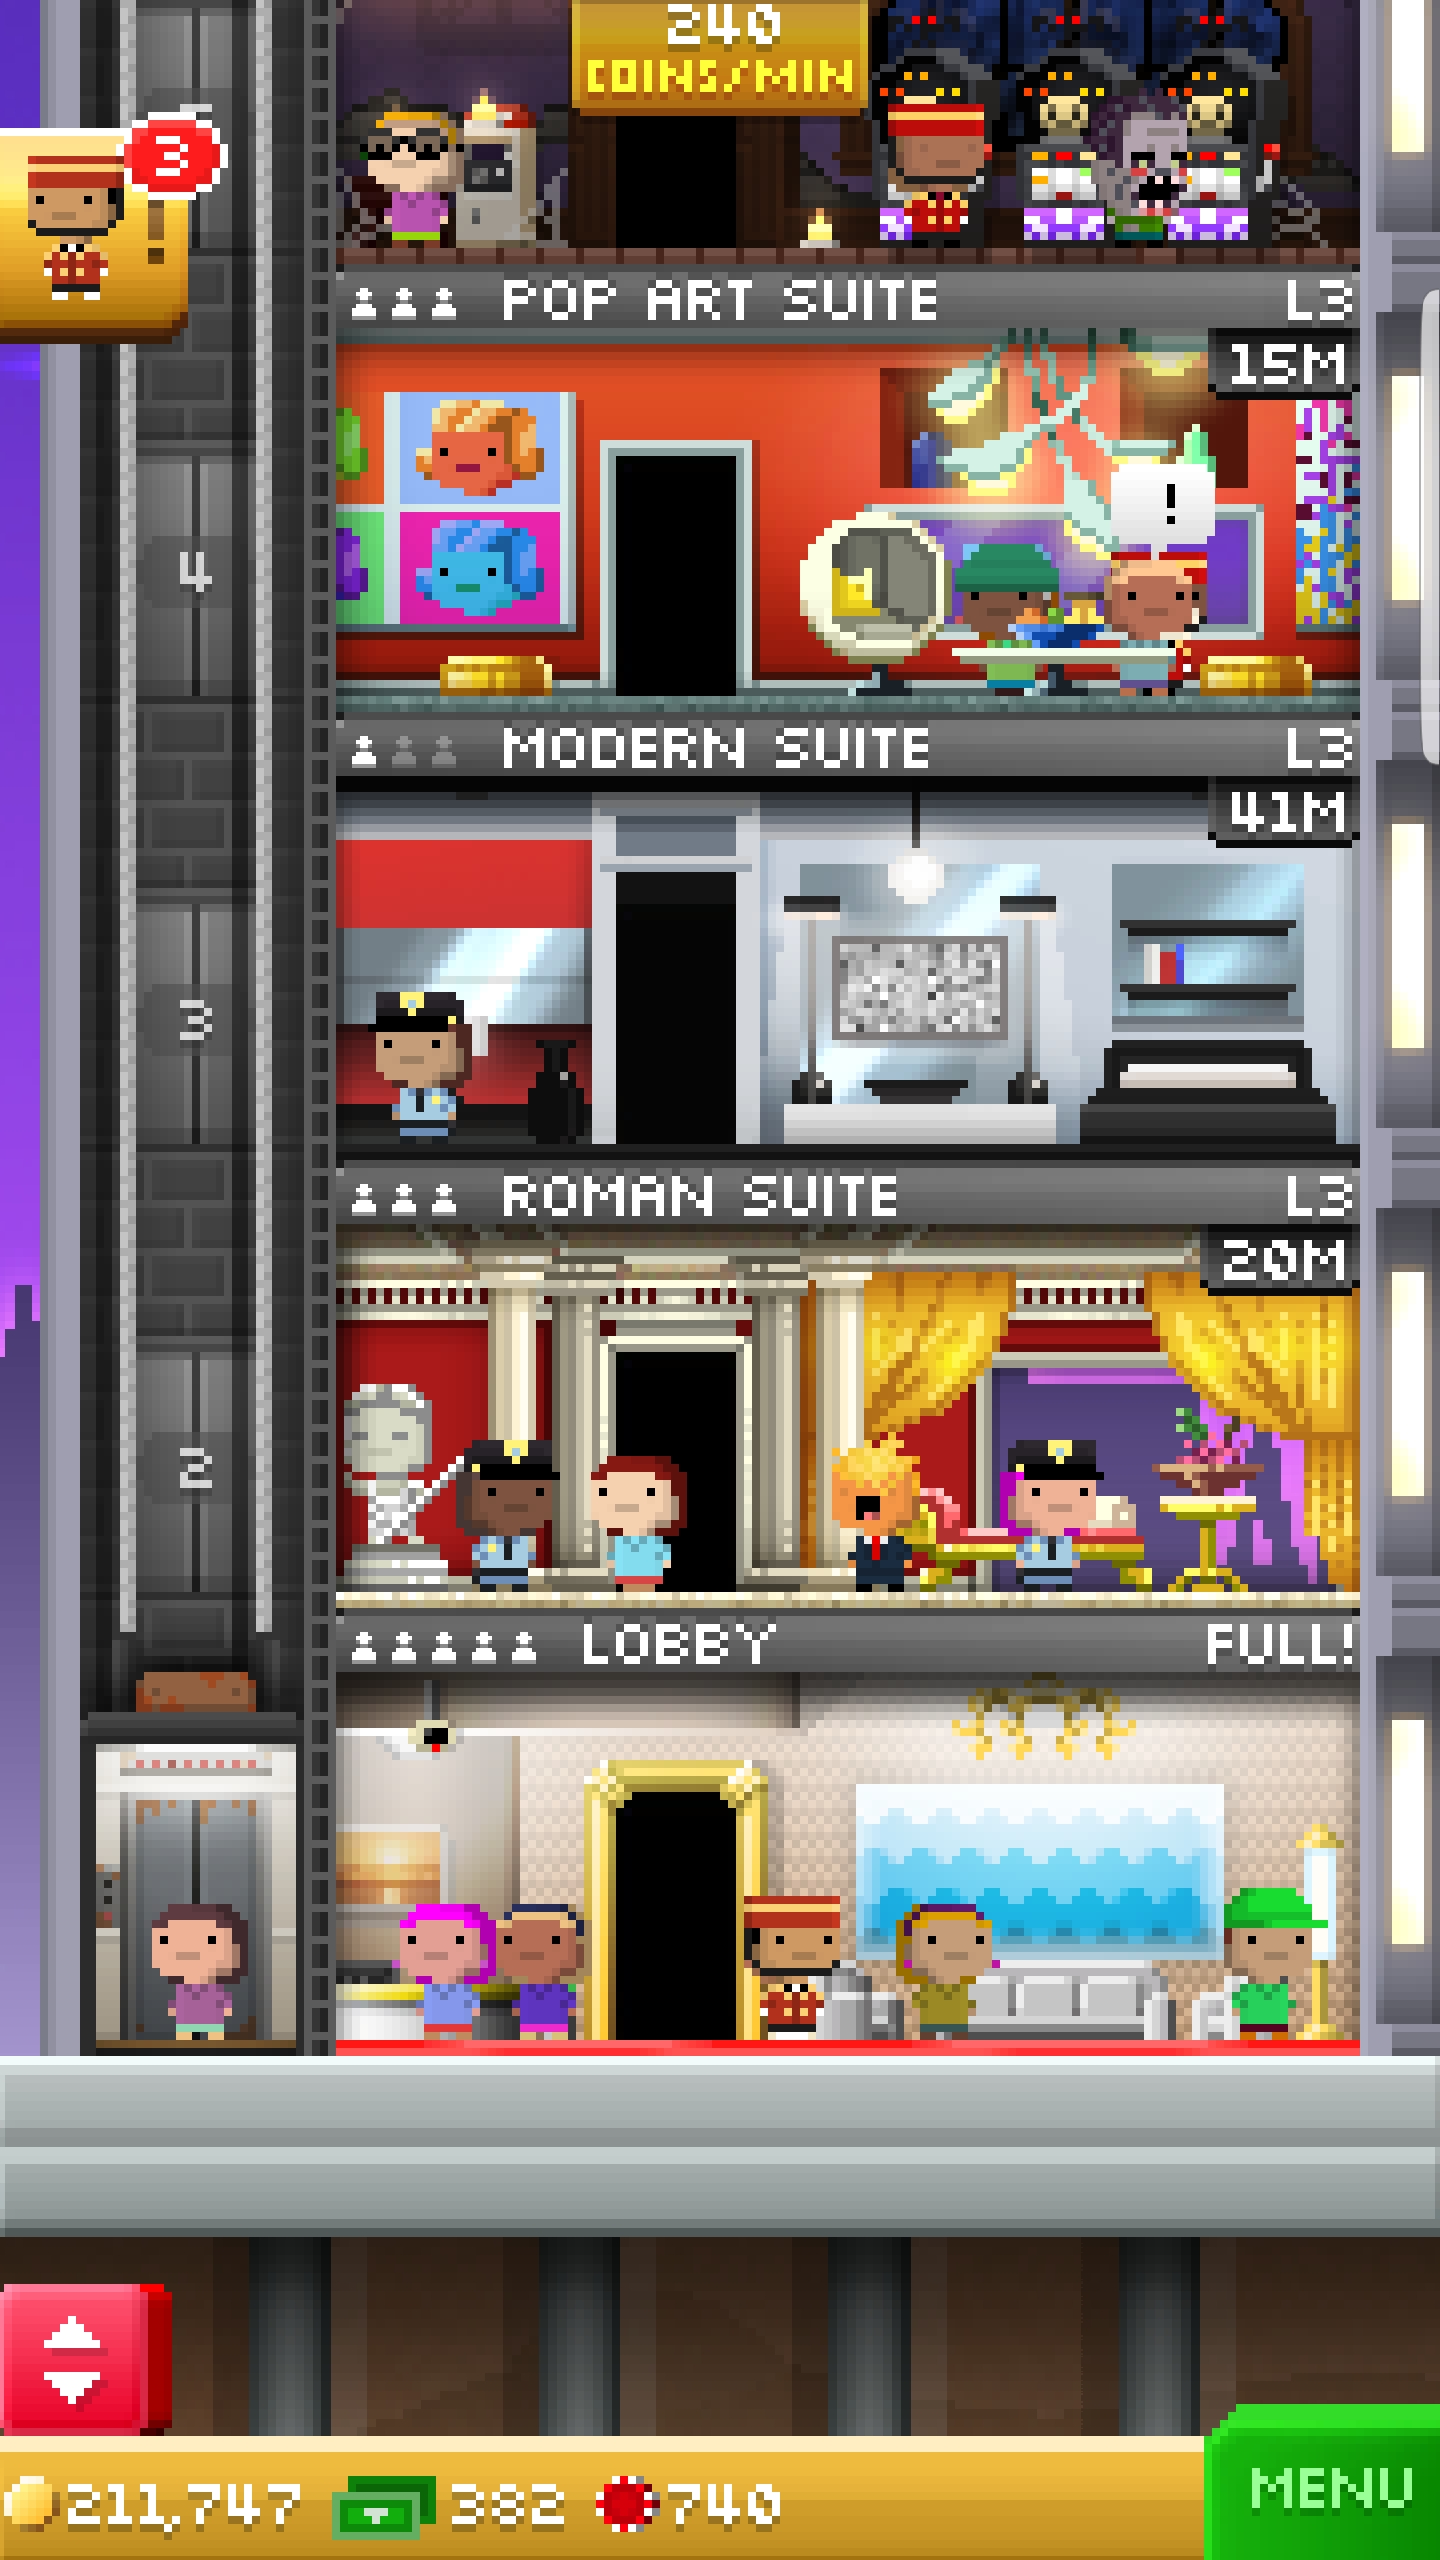 240
COINS/MIN
3
!
POP ART SUITE L3
15M
!
4
MODERN SUITE L3
41M
3
ROMAN SUITE L3
20M
2
LOBBY FULL!
211,747 382 740
MENU